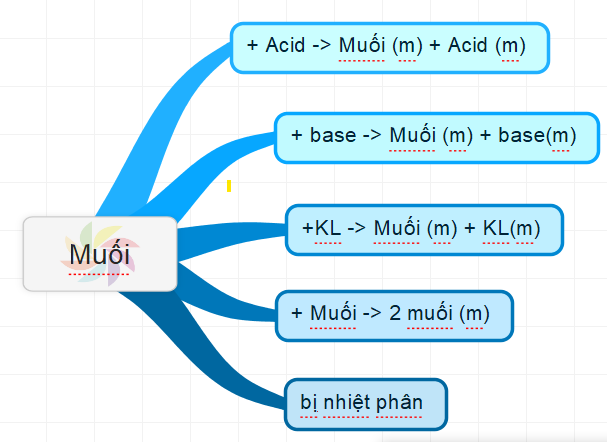 + Acid -> Muối (m) + Acid (m)
+ base -> Muối (m) + base(m)
+KL -> Muối (m) + KL(m)
Muối
+ Muối -> 2 muối (m)
bị nhiệt phân